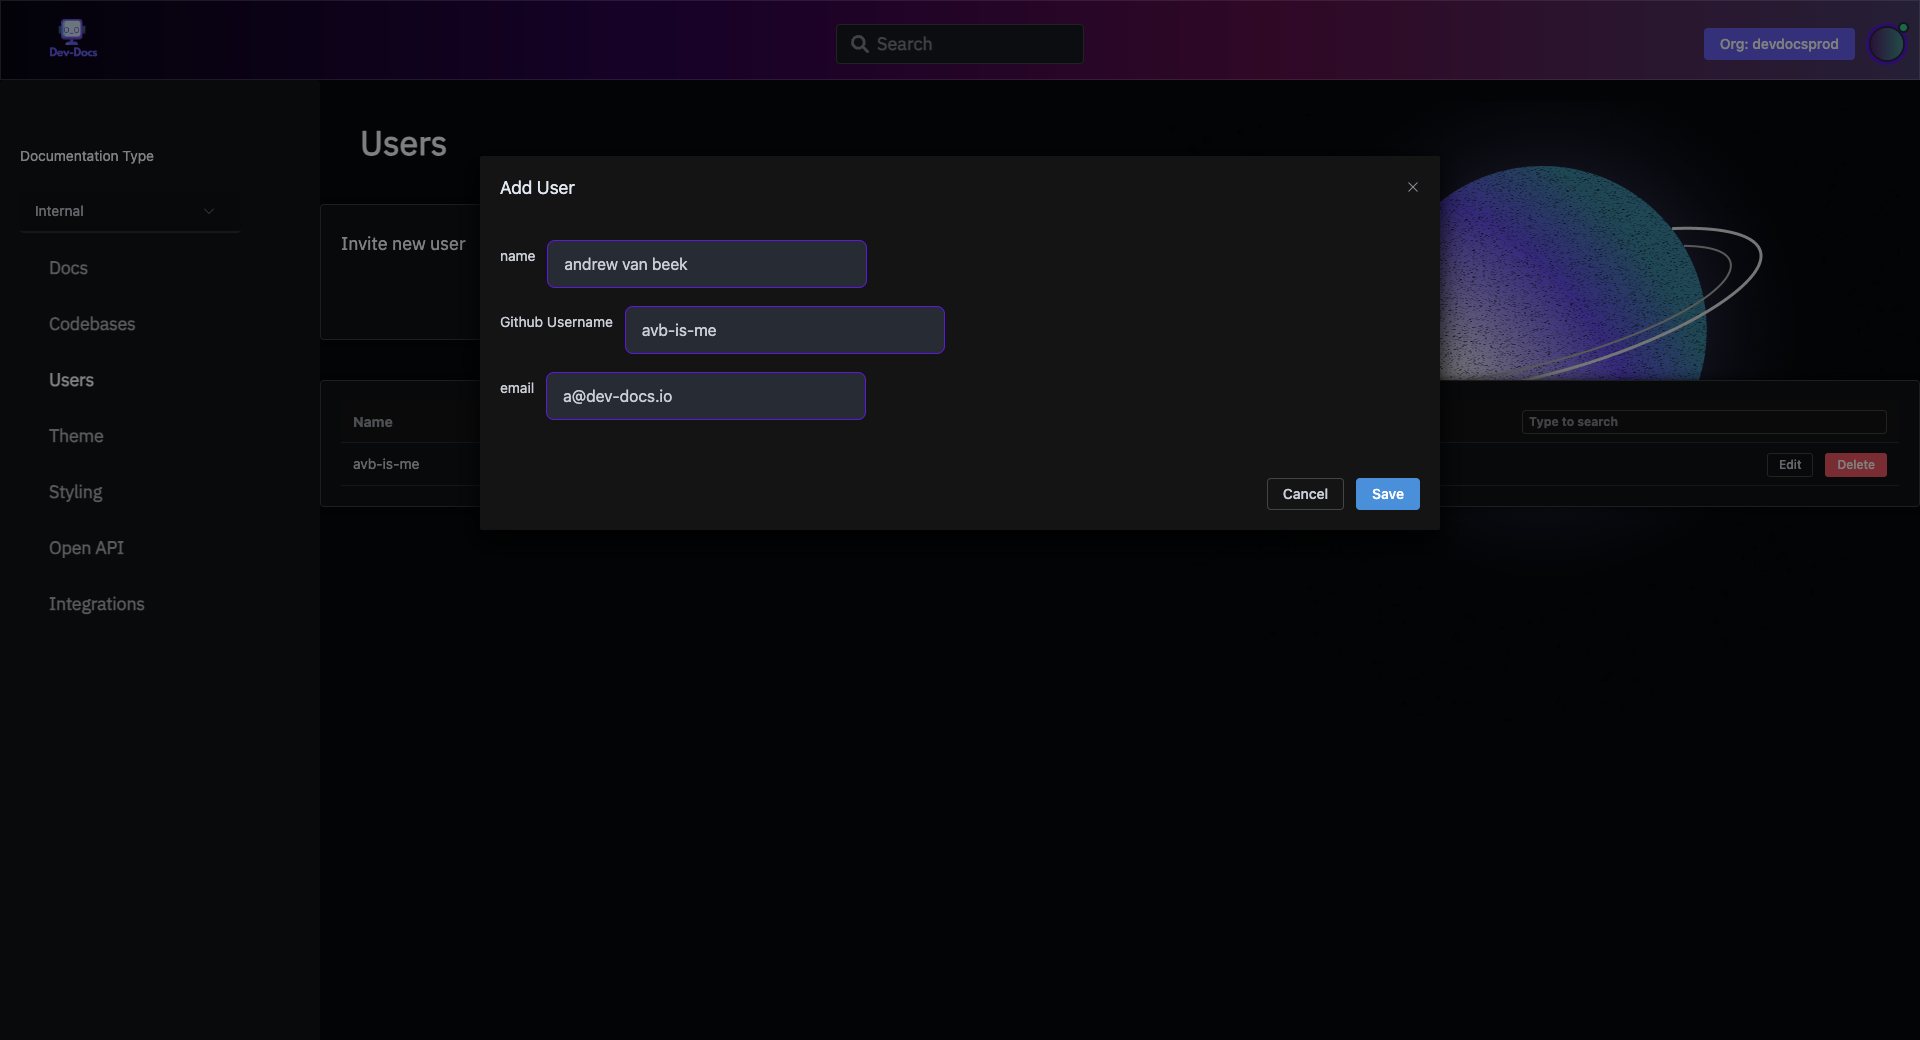 Dev-Docs
Search
Org: devdocsprod
Documentation Type
Internal
Docs
Codebases
Users
Theme
Styling
Open API
Integrations
Users
Invite new user
Add User
name
andrew van beek
Github Username
avb-is-me
email
a@dev-docs.io
Cancel
Save
Name
Type to search
avb-is-me
Edit
Delete